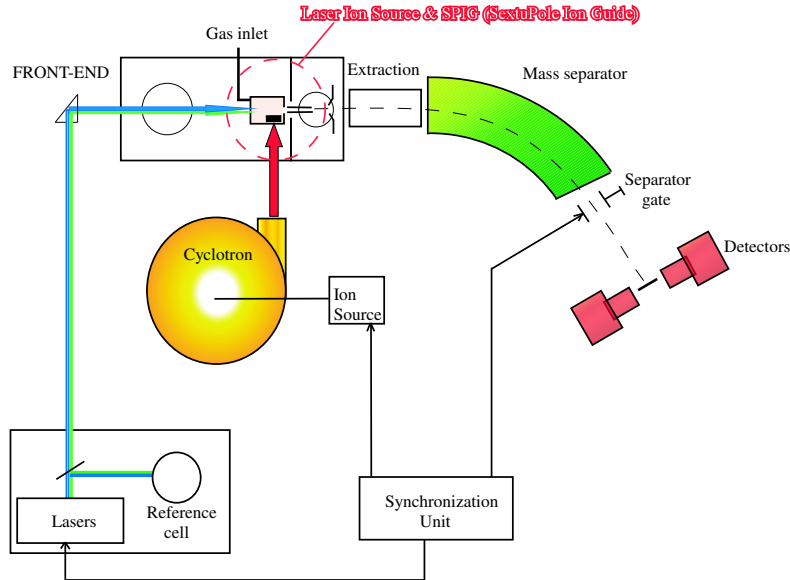 Laser Ion Source & SPIG (SextuPole Ion Guide)
Gas inlet
FRONT-END
Extraction
Mass separator
Separator
gate
Detectors
Cyclotron
Ion
Source
Synchronization
Unit
Lasers
Reference
cell